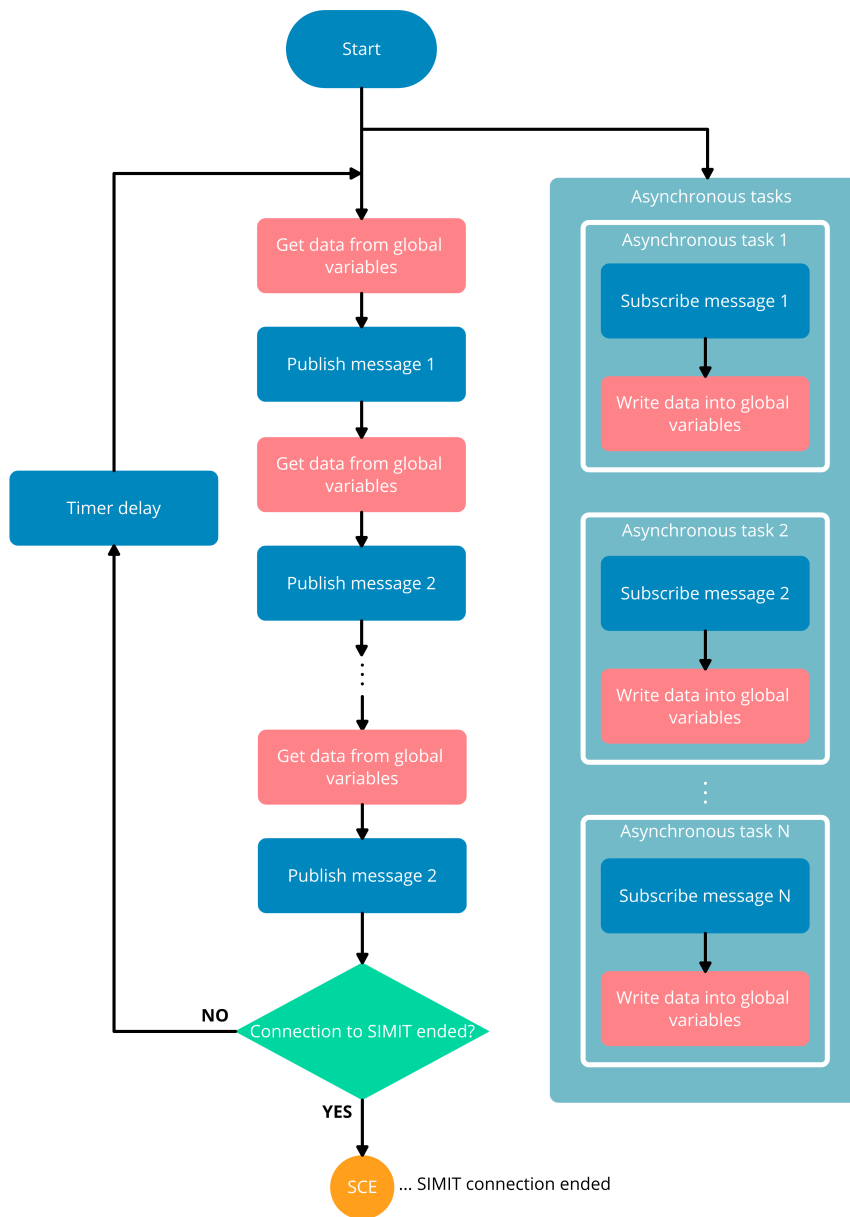 Start
Get data from global
variables
Publish message 1
Get data from global
variables
Timer delay
Publish message 2
⋮
Get data from global
variables
Publish message 2
Connection to SIMIT ended?
NO
YES
SCE
... SIMIT connection ended
Asynchronous tasks
Asynchronous task 1
Subscribe message 1
Write data into global
variables
Asynchronous task 2
Subscribe message 2
Write data into global
variables
⋮
Asynchronous task N
Subscribe message N
Write data into global
variables